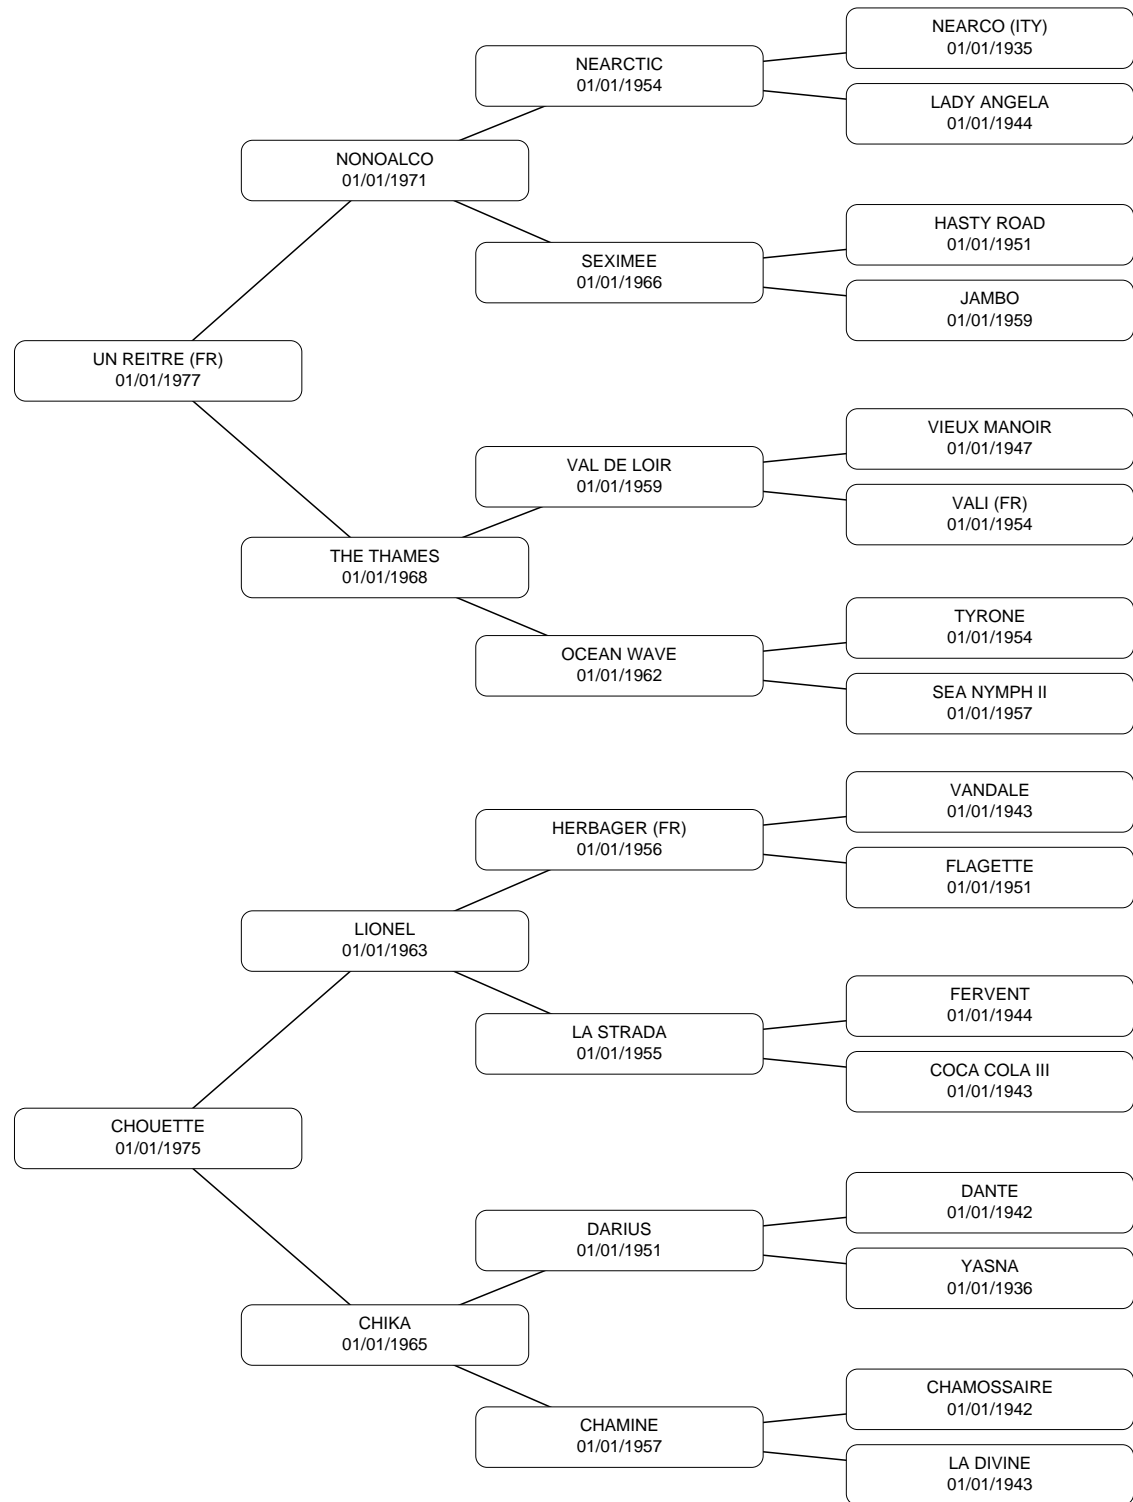 NEARCO (ITY)
01/01/1935
NEARCTIC
01/01/1954
LADY ANGELA
01/01/1944
NONOALCO
01/01/1971
HASTY ROAD
01/01/1951
SEXIMEE
01/01/1966
JAMBO
01/01/1959
UN REITRE (FR)
01/01/1977
VIEUX MANOIR
01/01/1947
VAL DE LOIR
01/01/1959
VALI (FR)
01/01/1954
THE THAMES
01/01/1968
TYRONE
01/01/1954
OCEAN WAVE
01/01/1962
SEA NYMPH II
01/01/1957
VANDALE
01/01/1943
HERBAGER (FR)
01/01/1956
FLAGETTE
01/01/1951
LIONEL
01/01/1963
FERVENT
01/01/1944
LA STRADA
01/01/1955
COCA COLA III
01/01/1943
CHOUETTE
01/01/1975
DANTE
01/01/1942
DARIUS
01/01/1951
YASNA
01/01/1936
CHIKA
01/01/1965
CHAMOSSAIRE
01/01/1942
CHAMINE
01/01/1957
LA DIVINE
01/01/1943